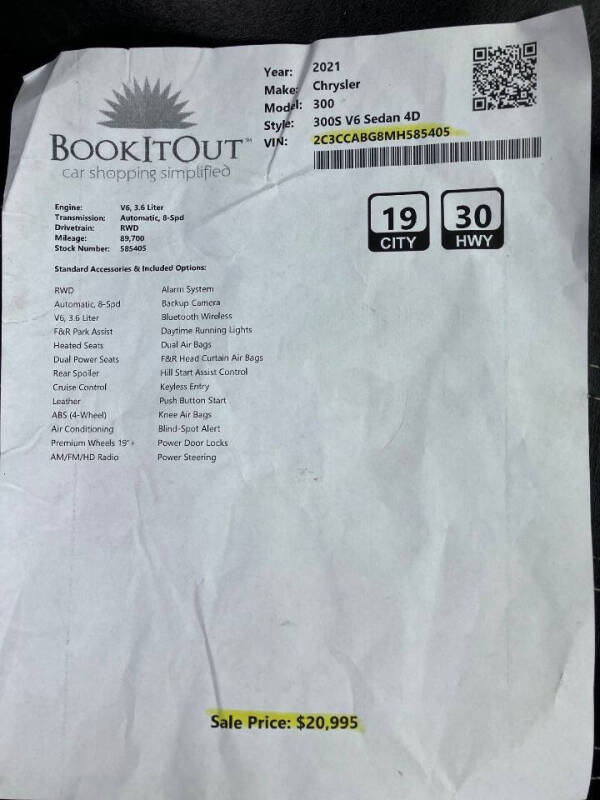 BOOKITOUT™
car shopping simplified
Year: 2021
Make: Chrysler
Model: 300
Style: 300S V6 Sedan 4D
VIN: 2C3CCABG8MH585405
Engine: V6, 3.6 Liter
Transmission: Automatic, 8-Spd
Drivetrain: RWD
Mileage: 89,700
Stock Number: 585405
19 CITY
30 HWY
Standard Accessories & Included Options:
RWD
Automatic, 8-Spd
V6, 3.6 Liter
F&R Park Assist
Heated Seats
Dual Power Seats
Rear Spoiler
Cruise Control
Leather
ABS (4-Wheel)
Air Conditioning
Premium Wheels 19"+
AM/FM/HD Radio
Alarm System
Backup Camera
Bluetooth Wireless
Daytime Running Lights
Dual Air Bags
F&R Head Curtain Air Bags
Hill Start Assist Control
Keyless Entry
Push Button Start
Knee Air Bags
Blind-Spot Alert
Power Door Locks
Power Steering
Sale Price: $20,995